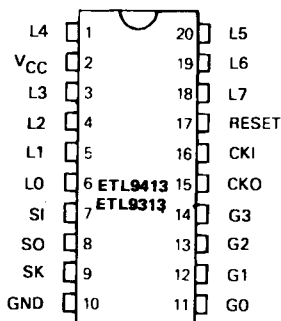 L4 1 20 L5
VCC 2 19 L6
L3 3 18 L7
L2 4 17 RESET
L1 5 16 CKI
L0 6 ETL9413 15 CKO
ETL9313
SI 7 14 G3
SO 8 13 G2
SK 9 12 G1
GND 10 11 G0